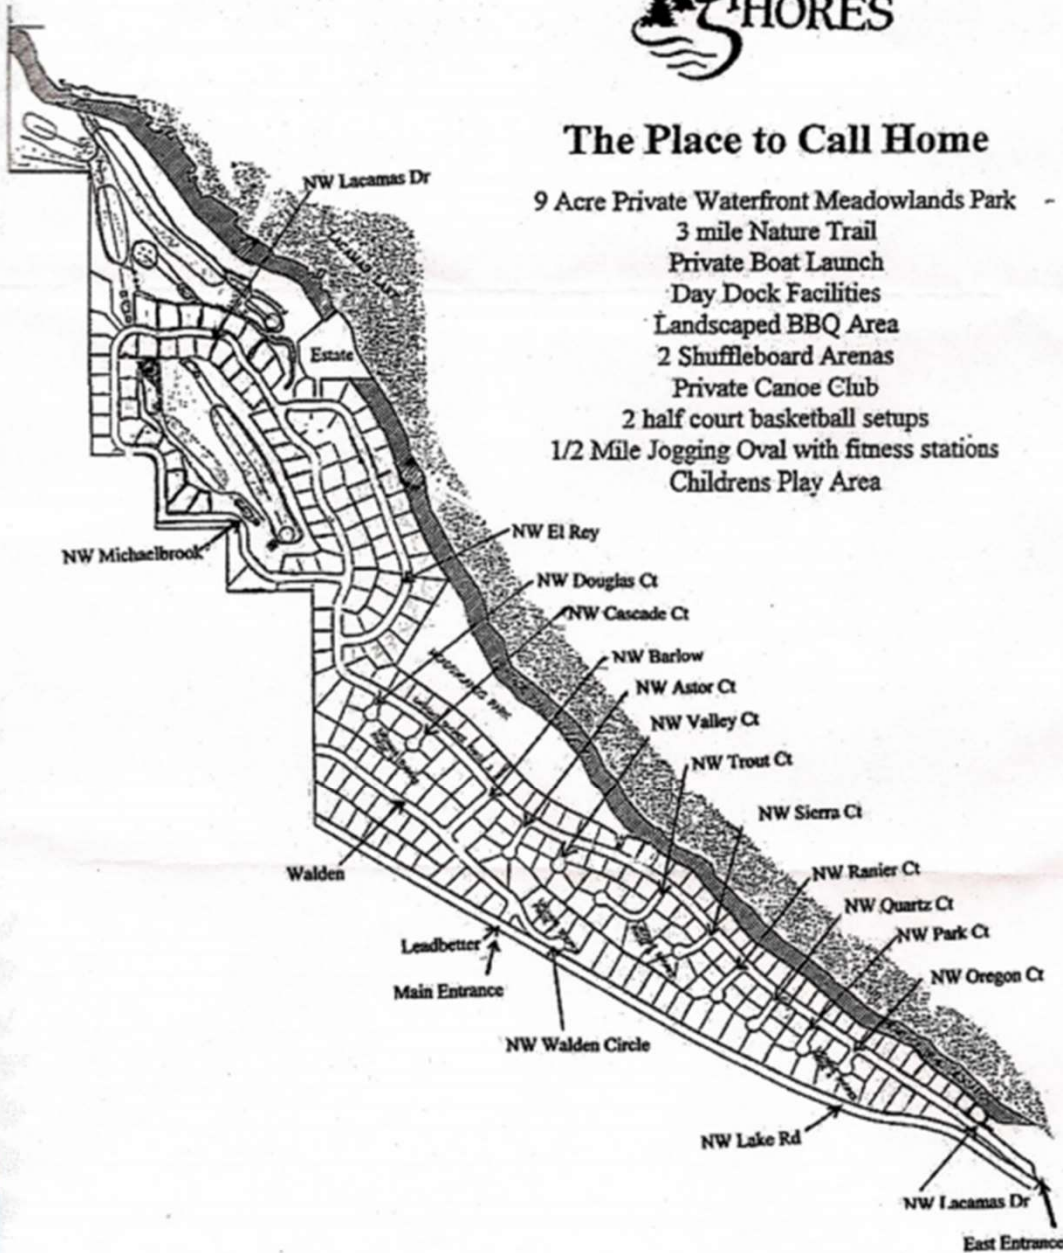 SHORES
The Place to Call Home
9 Acre Private Waterfront Meadowlands Park
3 mile Nature Trail
Private Boat Launch
Day Dock Facilities
Landscaped BBQ Area
2 Shuffleboard Arenas
Private Canoe Club
2 half court basketball setups
1/2 Mile Jogging Oval with fitness stations
Childrens Play Area
NW Lacamas Dr
Estate
NW Michaelbrook
NW El Rey
NW Douglas Ct
NW Cascade Ct
NW Barlow
NW Astor Ct
NW Valley Ct
NW Trout Ct
NW Sierra Ct
NW Ranier Ct
NW Quartz Ct
NW Park Ct
NW Oregon Ct
Walden
Leadbetter
Main Entrance
NW Walden Circle
NW Lake Rd
NW Lacamas Dr
East Entrance